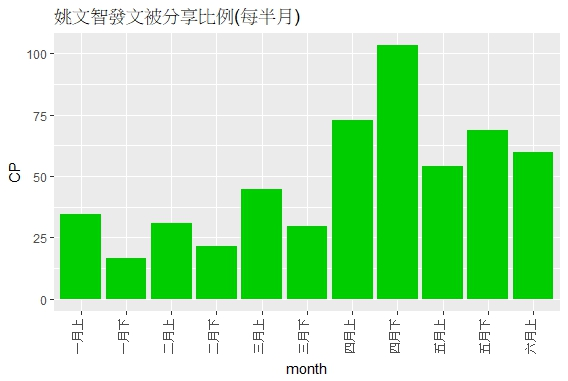 姚文智發文被分享比例(每半月)
CP
100
75
50
25
0
一月上
一月下
二月上
二月下
三月上
三月下
四月上
四月下
五月上
五月下
六月上
month